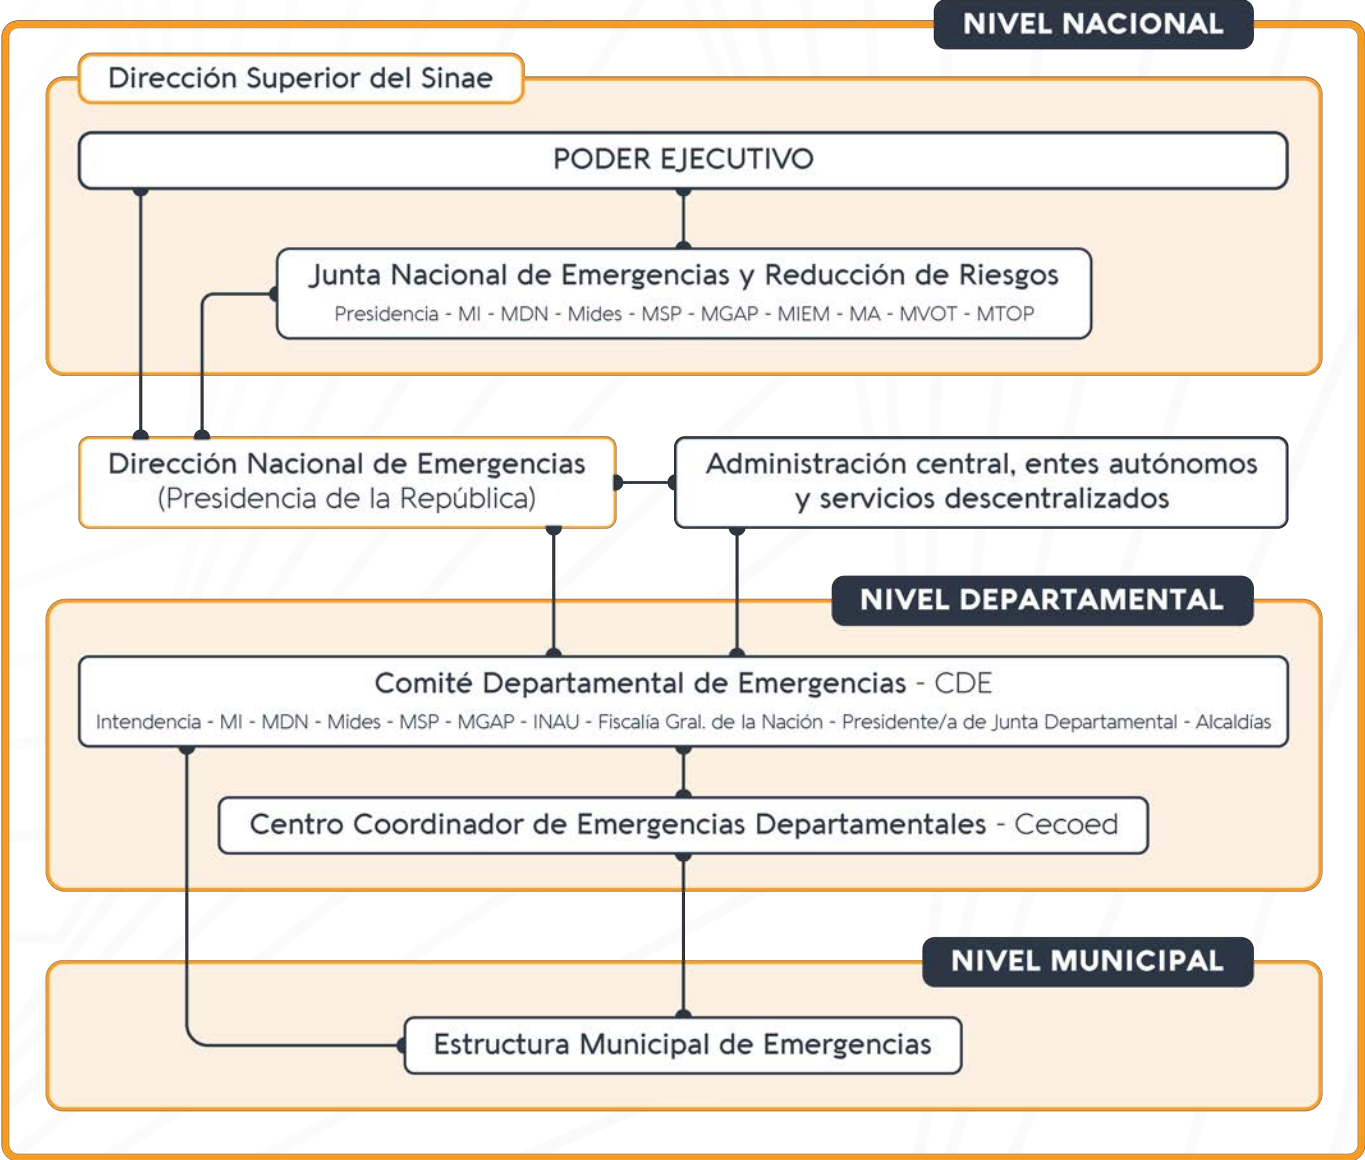 NIVEL NACIONAL
Dirección Superior del Sinae
PODER EJECUTIVO
Junta Nacional de Emergencias y Reducción de Riesgos
Presidencia - MI - MDN - Mides - MSP - MGAP - MIEM - MA - MVOT - MTOP
Dirección Nacional de Emergencias
(Presidencia de la República)
Administración central, entes autónomos
y servicios descentralizados
NIVEL DEPARTAMENTAL
Comité Departamental de Emergencias - CDE
Intendencia - MI - MDN - Mides - MSP - MGAP - INAU - Fiscalía Gral. de la Nación - Presidente/a de Junta Departamental - Alcaldías
Centro Coordinador de Emergencias Departamentales - Cecoed
NIVEL MUNICIPAL
Estructura Municipal de Emergencias